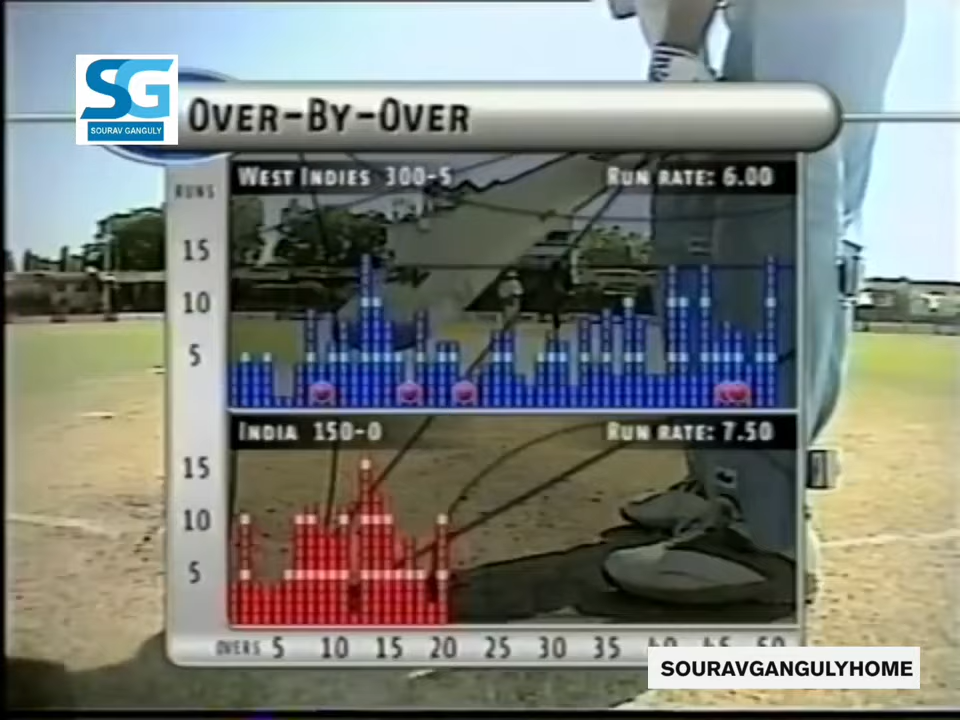 SG
SOURAV GANGULY
OVER-BY-OVER
RUNS
WEST INDIES 300-5 RUN RATE: 6.00
15
10
5
INDIA 150-0 RUN RATE: 7.50
15
10
5
OVERS 5 10 15 20 25 30 35 40 45 50
SOURAVGANGULYHOME